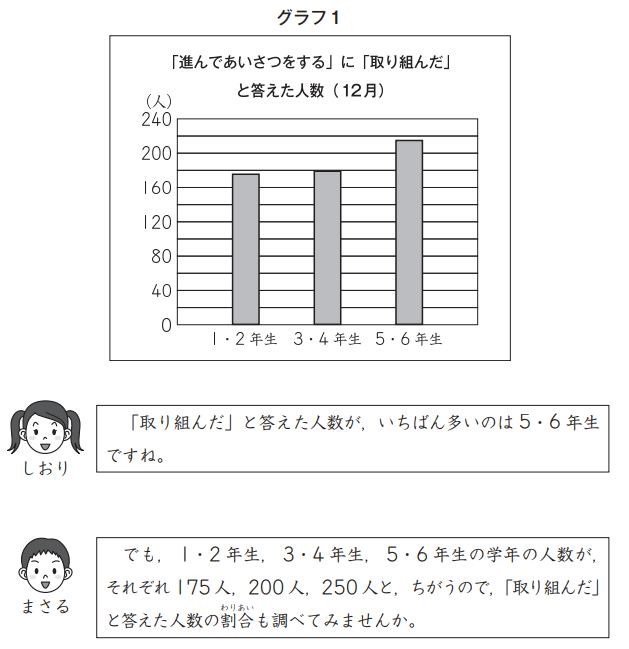 グラフ1
「進んであいさつをする」に「取り組んだ」
と答えた人数(12月)
(人)
240
200
160
120
80
40
0
1・2年生 3・4年生 5・6年生
「取り組んだ」と答えた人数が,いちばん多いのは5・6年生
ですね。
しおり
でも,1・2年生,3・4年生,5・6年生の学年の人数が,
それぞれ175人,200人,250人と,ちがうので,「取り組んだ」
わりあい
と答えた人数の割合も調べてみませんか。
まさる